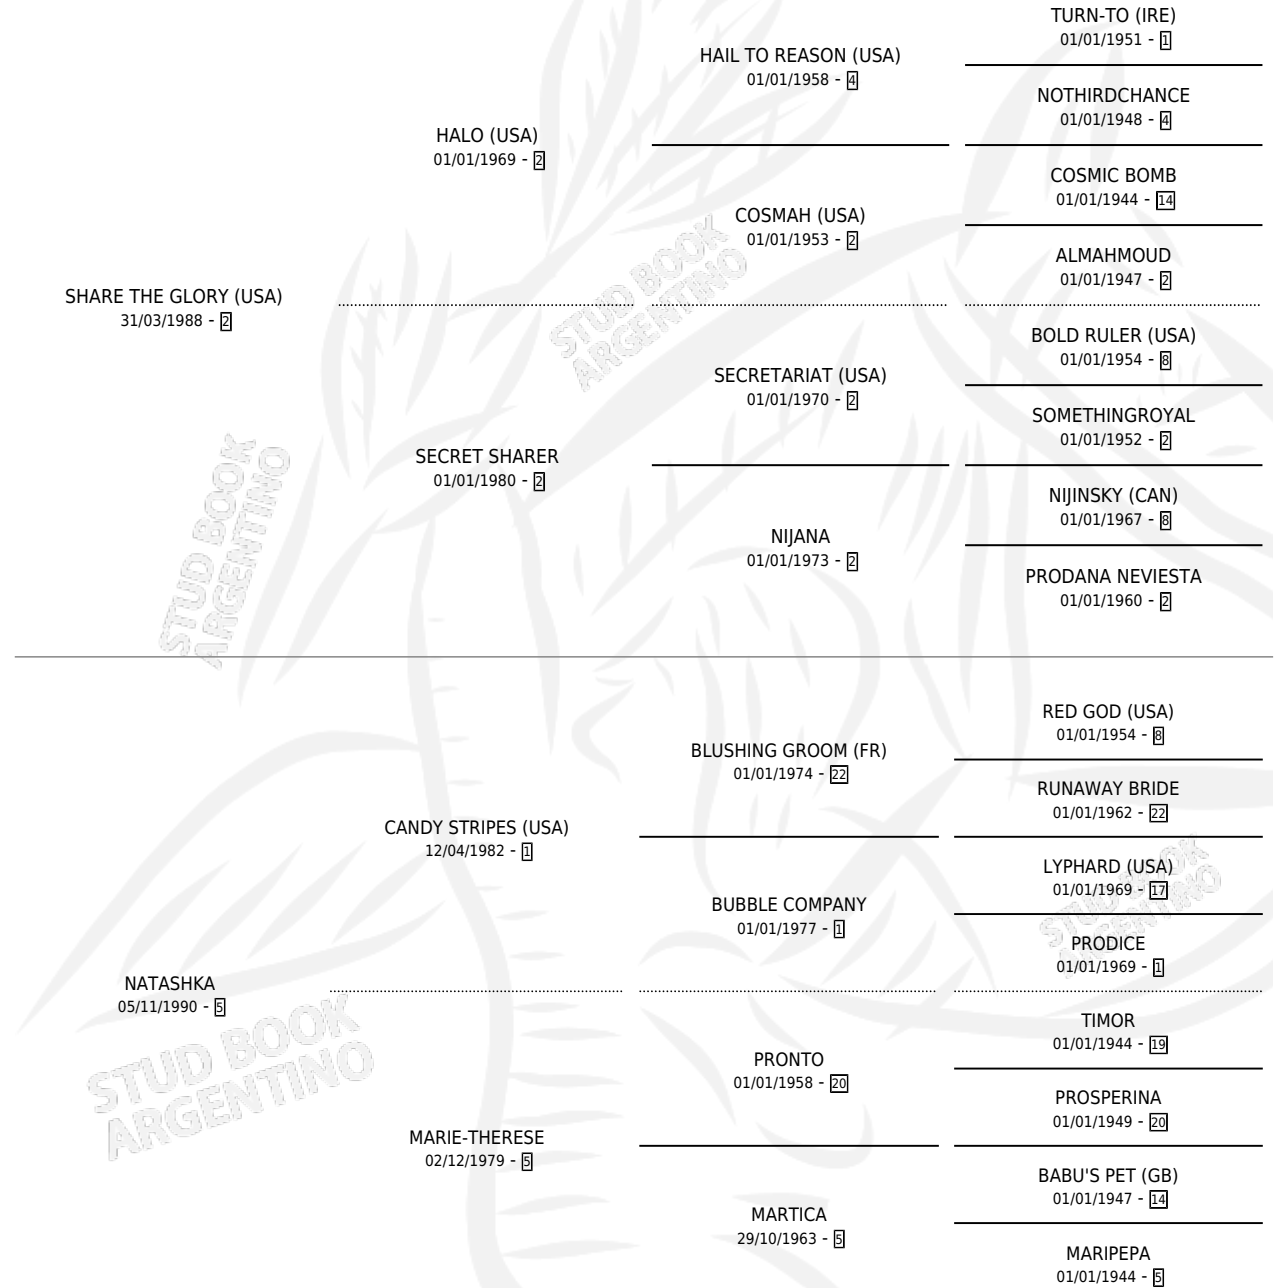 TURN-TO (IRE)
01/01/1951 - 1
HAIL TO REASON (USA)
01/01/1958 - 4
NOTHIRDCHANCE
01/01/1948 - 4
HALO (USA)
01/01/1969 - 2
COSMIC BOMB
01/01/1944 - 14
COSMAH (USA)
01/01/1953 - 2
ALMAHMOUD
01/01/1947 - 2
SHARE THE GLORY (USA)
31/03/1988 - 2
STUD BOOK
ARGENTINO
BOLD RULER (USA)
01/01/1954 - 8
SECRETARIAT (USA)
01/01/1970 - 2
SOMETHINGROYAL
01/01/1952 - 2
SECRET SHARER
01/01/1980 - 2
NIJINSKY (CAN)
01/01/1967 - 8
NIJANA
01/01/1973 - 2
PRODANA NEVIESTA
01/01/1960 - 2
STUD BOOK
ARGENTINO
RED GOD (USA)
01/01/1954 - 8
BLUSHING GROOM (FR)
01/01/1974 - 22
RUNAWAY BRIDE
01/01/1962 - 22
CANDY STRIPES (USA)
12/04/1982 - 1
LYPHARD (USA)
01/01/1969 - 17
BUBBLE COMPANY
01/01/1977 - 1
STUD BOOK
ARGENTINO
PRODICE
01/01/1969 - 1
NATASHKA
05/11/1990 - 5
TIMOR
01/01/1944 - 19
PRONTO
01/01/1958 - 20
PROSPERINA
01/01/1949 - 20
STUD BOOK
ARGENTINO
MARIE-THERESE
02/12/1979 - 5
BABU'S PET (GB)
01/01/1947 - 14
MARTICA
29/10/1963 - 5
MARIPEPA
01/01/1944 - 5